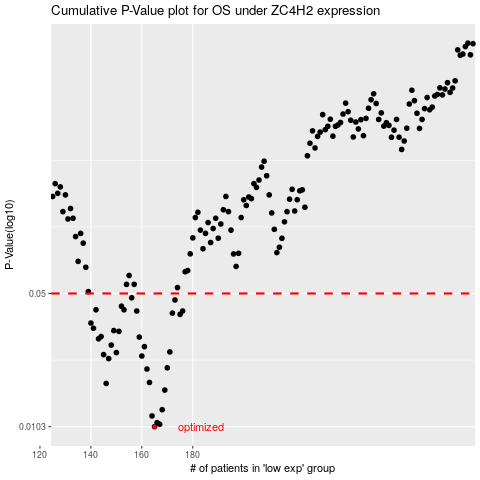 Cumulative P-Value plot for OS under ZC4H2 expression
P-Value(log10)
0.05
0.0103
optimized
120 140 160 180
# of patients in 'low exp' group